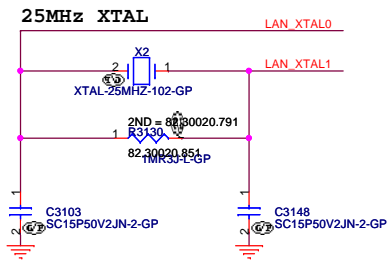 25MHz XTAL
LAN_XTAL0
X2
LAN_XTAL1
2 1
XTAL-25MHZ-102-GP
2ND = 82.30020.791
1 R3130
82.30020.851
1MR3J-L-GP
1 1
C3103 C3148
SC15P50V2JN-2-GP SC15P50V2JN-2-GP
2 2